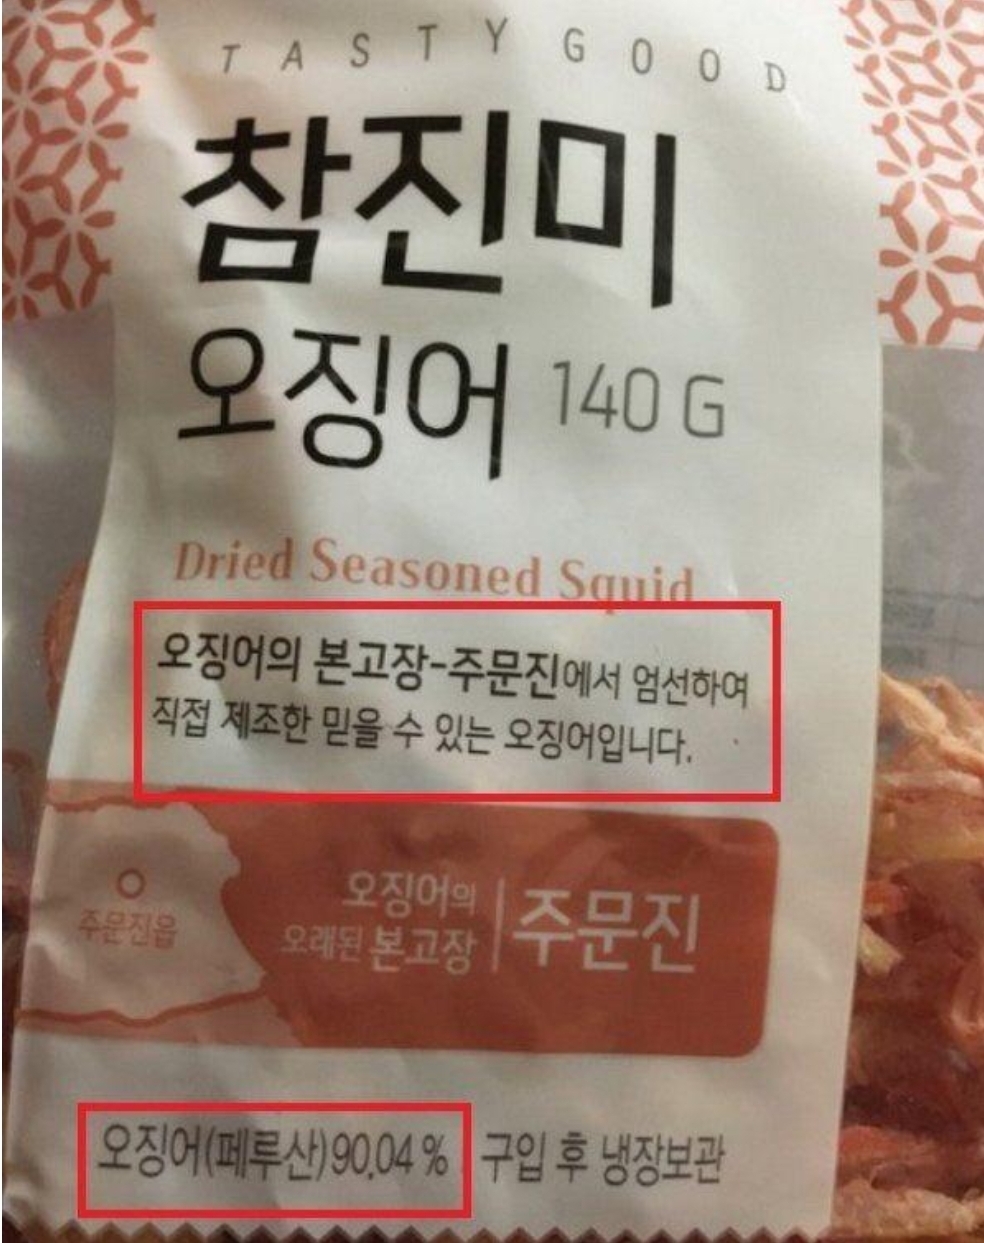 TASTY GOOD
참진미
오징어 140 G
Dried Seasoned Squid
오징어의 본고장-주문진에서 엄선하여
직접 제조한 믿을 수 있는 오징어입니다.
주문진읍
오징어의
오래된 본고장
주문진
오징어(페루산)90.04% 구입 후 냉장보관